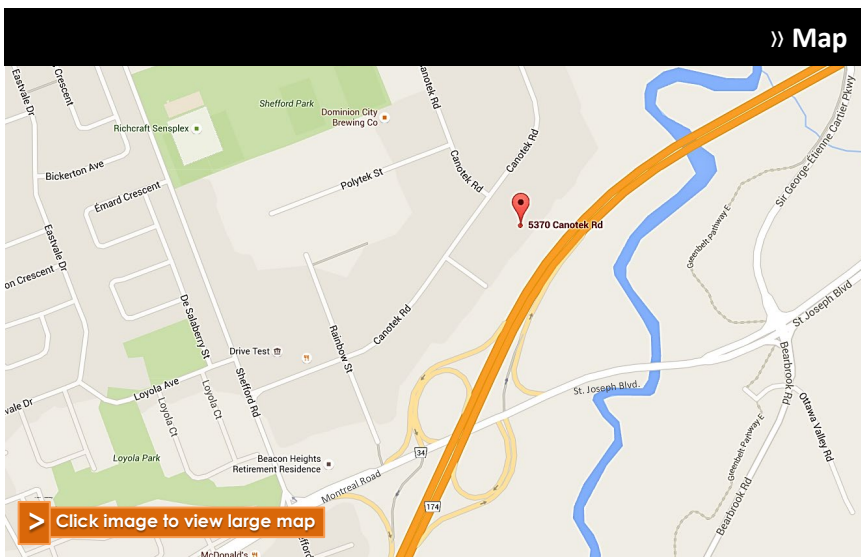 » Map
Eastvale Dr
Crescent
Shefford Park
Richcraft Sensplex
Dominion City
Brewing Co
anotek Rd
Canotek Rd
Canotek Rd
Sir George-Étienne Cartier Pkwy
Bickerton Ave
Émard Crescent
Polytek St
5370 Canotek Rd
Greenbelt Pathway E
Eastvale Dr
on Crescent
De Salaberry St
Rainbow St
Canotek Rd
St Joseph Blvd
Drive Test
Shefford Rd
Loyola Ave
Loyola Ct
Loyola Ct
vale Dr
St. Joseph Blvd.
Bearbrook Rd
Ottawa Valley Rd
Greenbelt Pathway E
Loyola Park
Beacon Heights
Retirement Residence
34
Montreal Road
174
Bearbrook Rd
> Click image to view large map
McDonald's